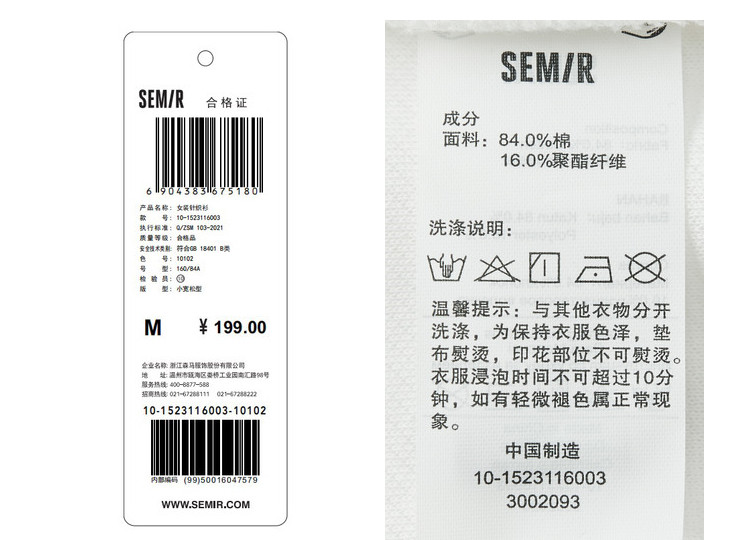 SEMIR 合格证
6 904383 675180
产品名称: 女装针织衫
款 号: 10-1523116003
执行标准: Q/ZSM 103-2021
质量等级: 合格品
安全技术类别: 符合GB 18401 B类
色 号: 10102
号 型: 160/84A
检 验 员:
版 型: 小宽松型
M ¥ 199.00
企业名称: 浙江森马服饰股份有限公司
地 址: 温州市瓯海区娄桥工业园南汇路98号
服务热线: 400-8877-588
招商热线: 021-67288111 021-67288222
10-1523116003-10102
内部编码 (99)50016047579
WWW.SEMIR.COM
SEMIR
成分
面料: 84.0%棉
16.0%聚酯纤维
洗涤说明:
温馨提示: 与其他衣物分开
洗涤, 为保持衣服色泽, 垫
布熨烫, 印花部位不可熨烫。
衣服浸泡时间不可超过10分
钟, 如有轻微褪色属正常现
象。
中国制造
10-1523116003
3002093